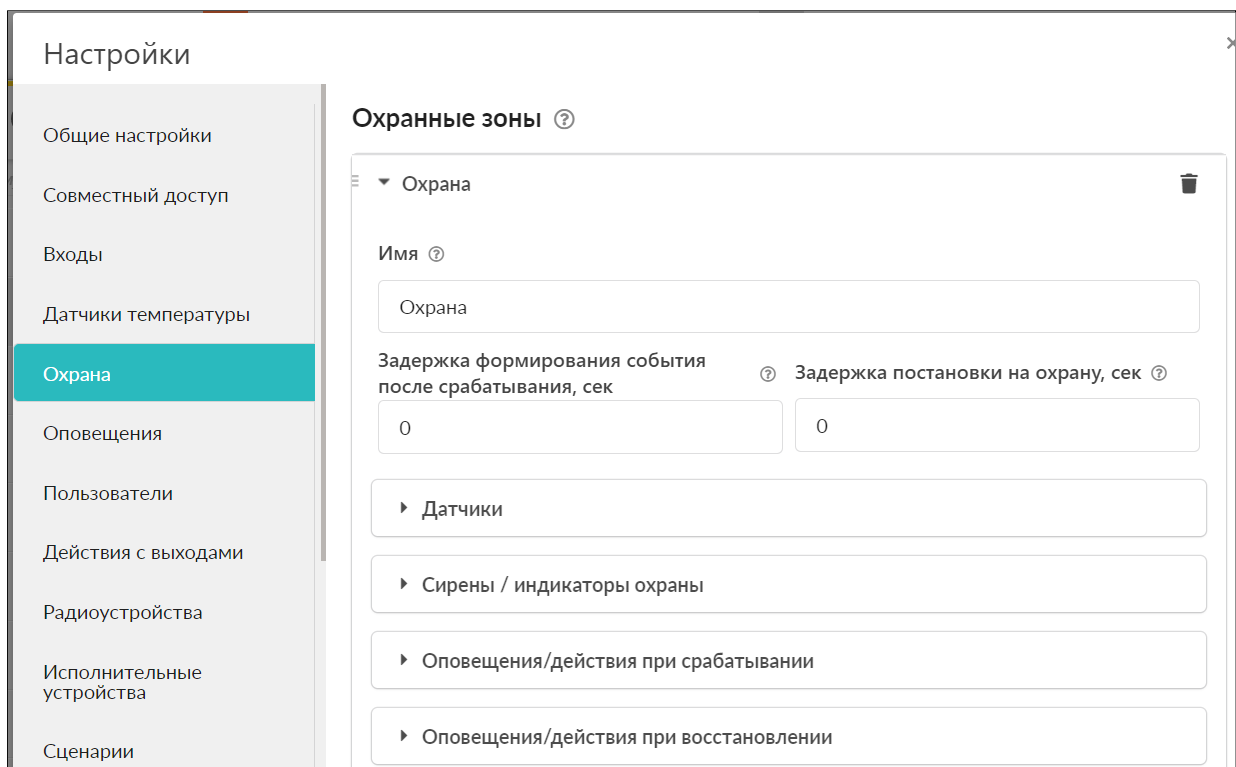 Настройки
Общие настройки
Совместный доступ
Входы
Датчики температуры
Охрана
Оповещения
Пользователи
Действия с выходами
Радиоустройства
Исполнительные
устройства
Сценарии
Охранные зоны
Охрана
Имя
Охрана
Задержка формирования события
после срабатывания, сек
0
Задержка постановки на охрану, сек
0
Датчики
Сирены / индикаторы охраны
Оповещения/действия при срабатывании
Оповещения/действия при восстановлении